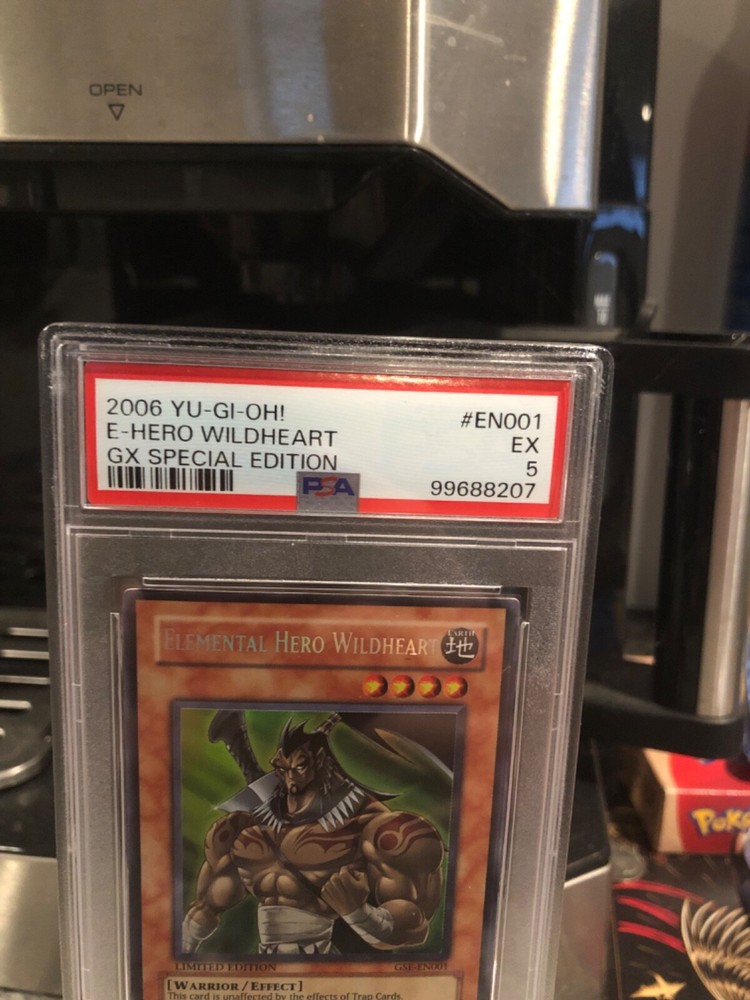 OPEN
2006 YU-GI-OH! #EN001
E-HERO WILDHEART EX
GX SPECIAL EDITION 5
PSA 99688207
ELEMENTAL HERO WILDHEART EARTH 地
LIMITED EDITION GSE-EN001
[WARRIOR/EFFECT]
This card is unaffected by the effects of Trap Cards.
POKé